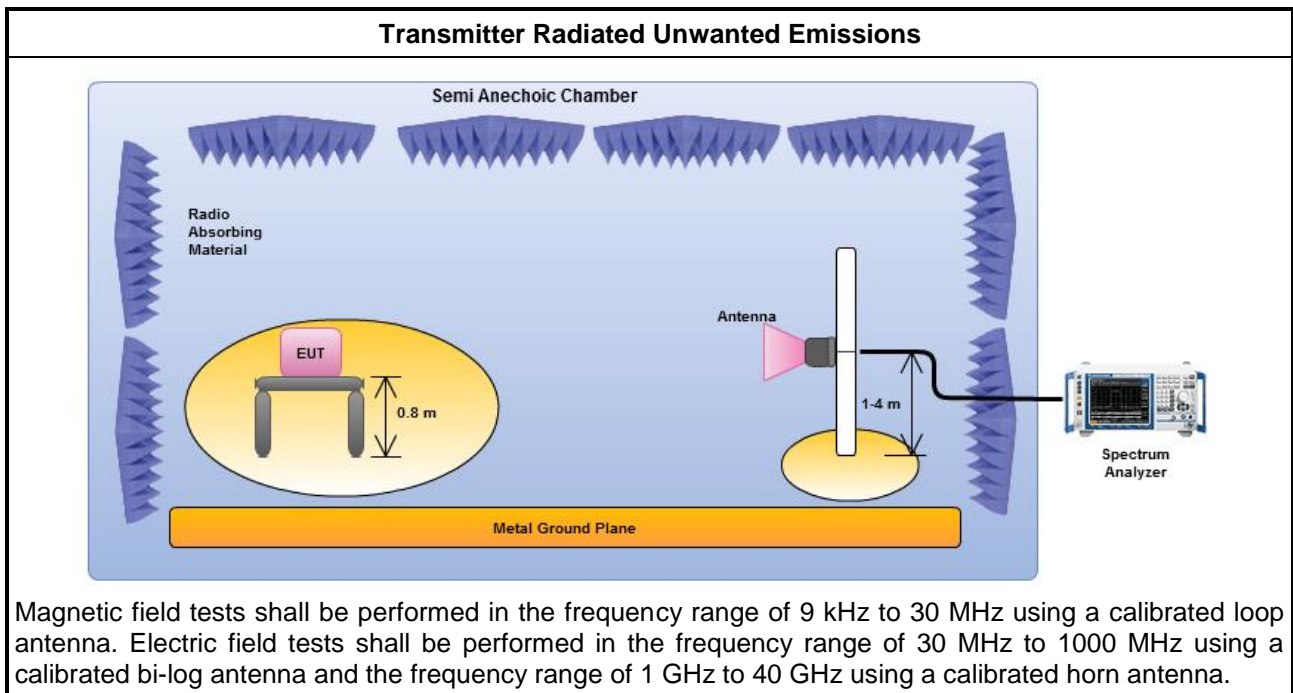 Transmitter Radiated Unwanted Emissions
Semi Anechoic Chamber
Radio
Absorbing
Material
Antenna
EUT
0.8 m
1-4 m
Spectrum
Analyzer
Metal Ground Plane
Magnetic field tests shall be performed in the frequency range of 9 kHz to 30 MHz using a calibrated loop
antenna. Electric field tests shall be performed in the frequency range of 30 MHz to 1000 MHz using a
calibrated bi-log antenna and the frequency range of 1 GHz to 40 GHz using a calibrated horn antenna.